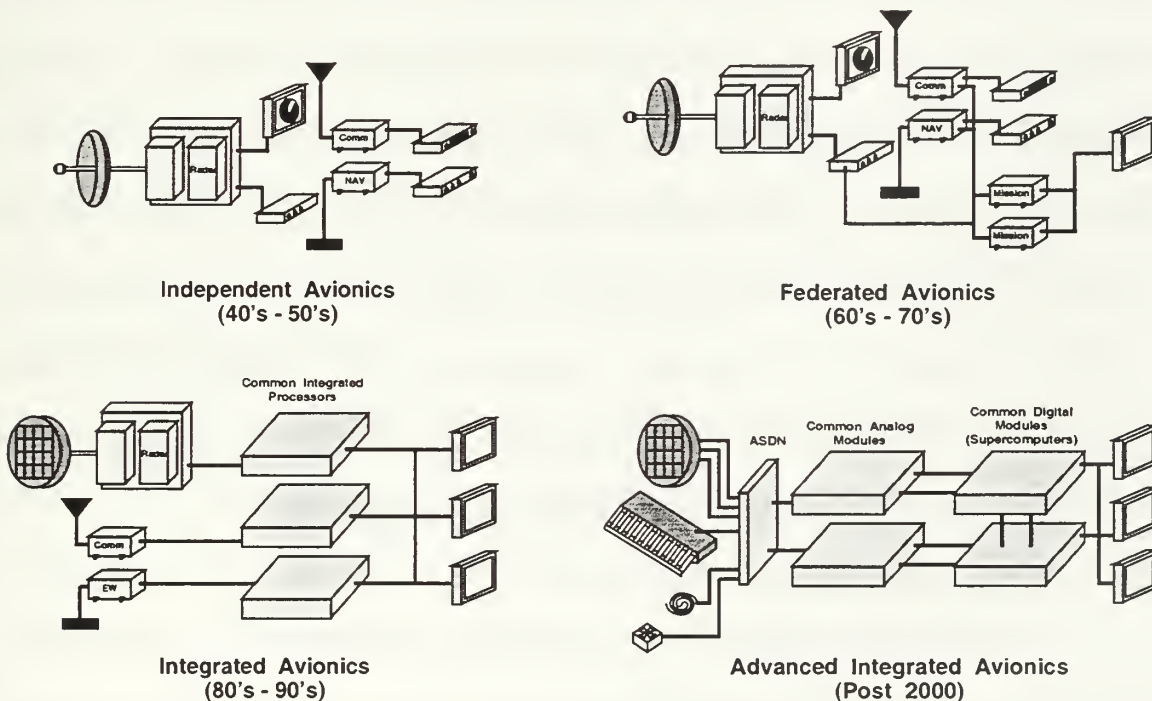 Radar
Comm
NAV
Independent Avionics
(40's - 50's)
Radar
Comm
NAV
Mission
Mission
Federated Avionics
(60's - 70's)
Common Integrated
Processors
Radar
Comm
EW
Integrated Avionics
(80's - 90's)
ASDN
Common Analog
Modules
Common Digital
Modules
(Supercomputers)
Advanced Integrated Avionics
(Post 2000)